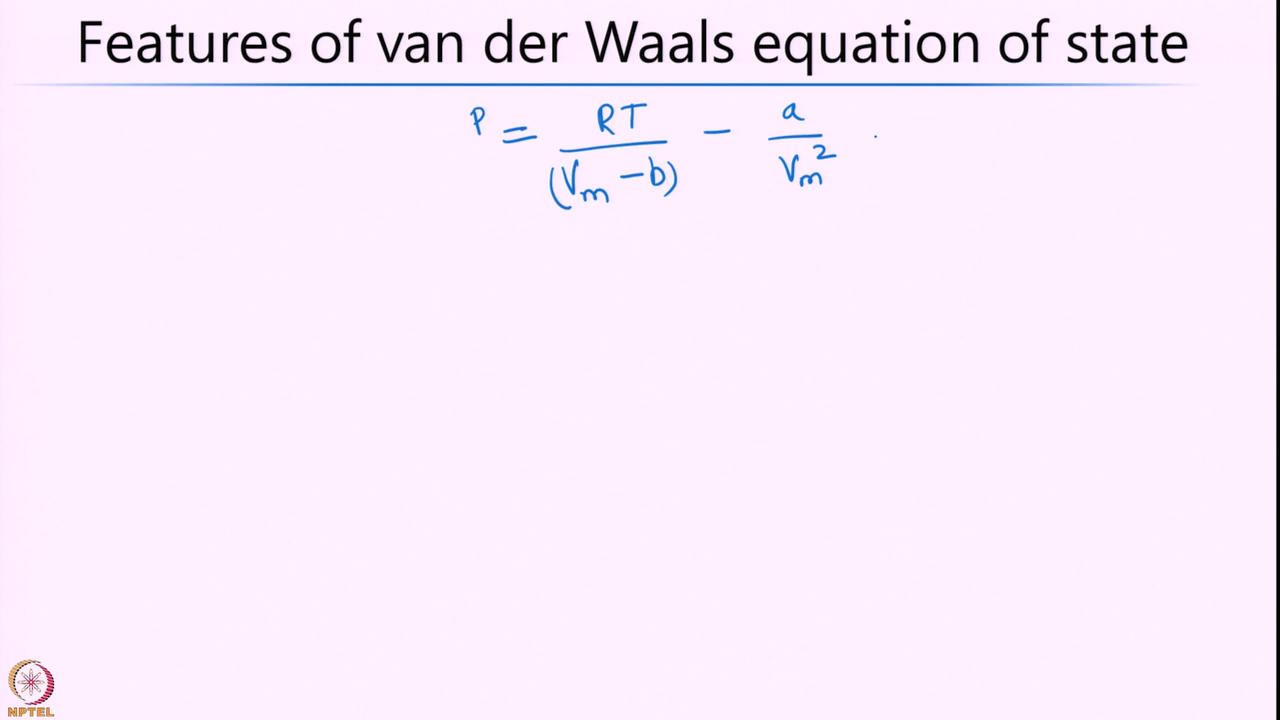 Features of van der Waals equation of state
P = RT / (Vm - b) - a / Vm²
NPTEL